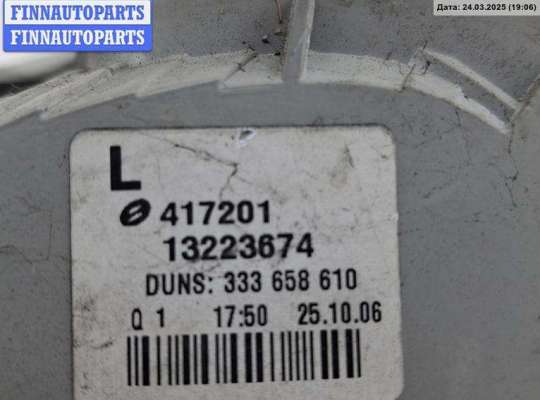 FINNAUTOPARTS
FINNAUTOPARTS
Дата: 24.03.2025 (19:06)
L
417201
13223674
DUNS: 333 658 610
Q 1 17:50 25.10.06